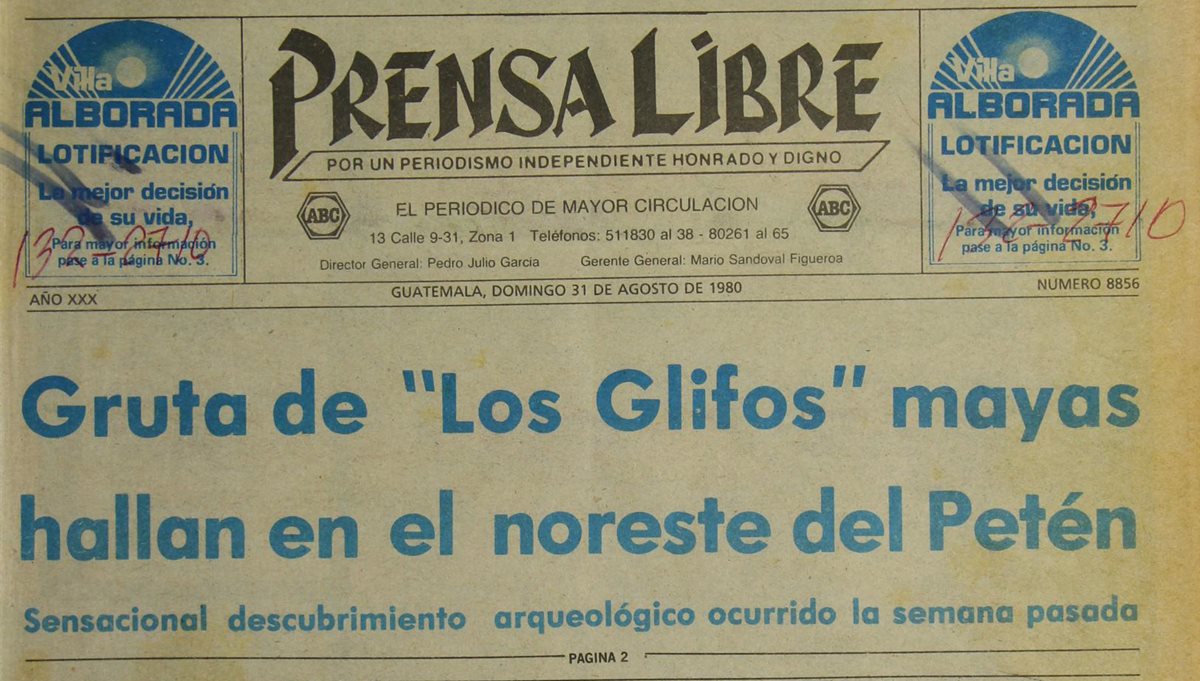 Villa
ALBORADA
LOTIFICACION
La mejor decisión
de su vida,
Para mayor información
pase a la página No. 3.
132-2710
PRENSA LIBRE
POR UN PERIODISMO INDEPENDIENTE HONRADO Y DIGNO
ABC
EL PERIODICO DE MAYOR CIRCULACION
ABC
13 Calle 9-31, Zona 1 Teléfonos: 511830 al 38 - 80261 al 65
Director General: Pedro Julio García Gerente General: Mario Sandoval Figueroa
Villa
ALBORADA
LOTIFICACION
La mejor decisión
de su vida,
Para mayor información
pase a la página No. 3.
AÑO XXX
GUATEMALA, DOMINGO 31 DE AGOSTO DE 1980
NUMERO 8856
Gruta de "Los Glifos" mayas
hallan en el noreste del Petén
Sensacional descubrimiento arqueológico ocurrido la semana pasada
PAGINA 2